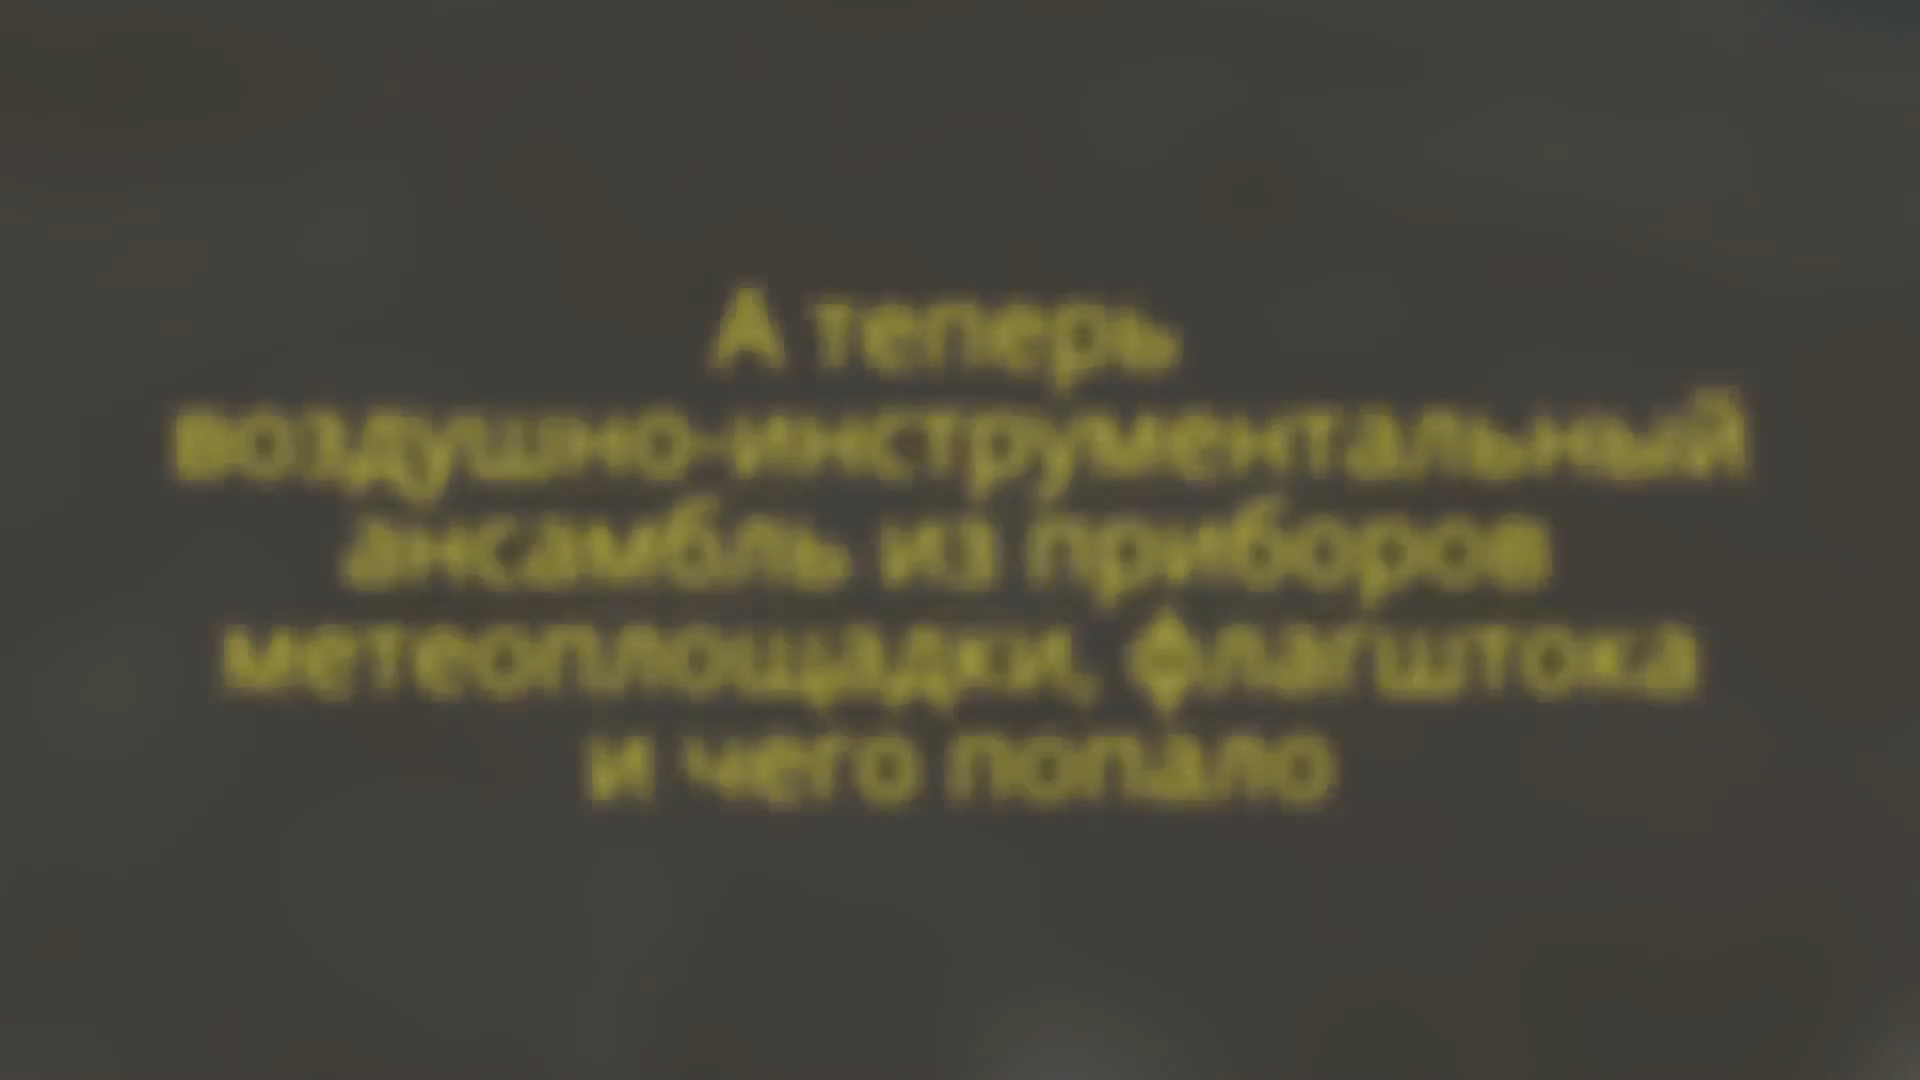 А теперь
воздушно-инструментальный
ансамбль из приборов
метеоплощадки, флагштока
и чего попало